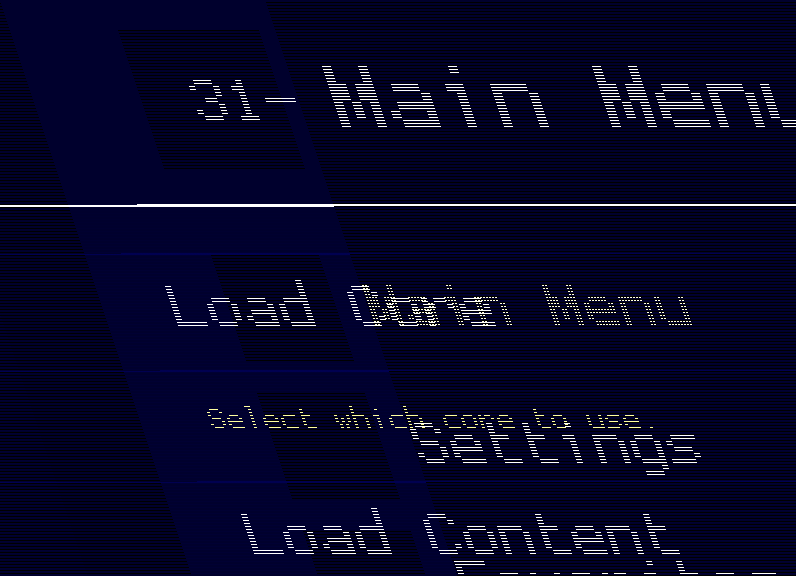 31- Main Menu
Load Core Main Menu
Select which core to use.
Settings
Load Content